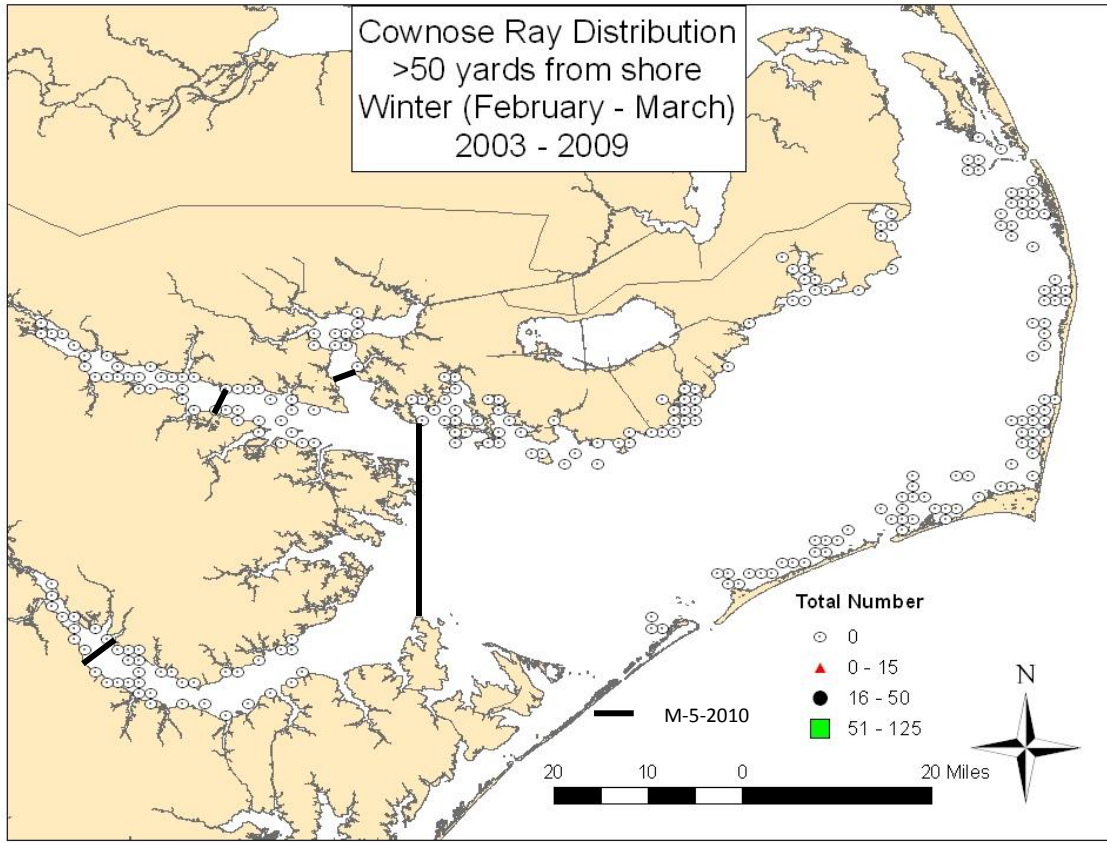 Cownose Ray Distribution
>50 yards from shore
Winter (February - March)
2003 - 2009
Total Number
0
0 - 15
16 - 50
51 - 125
M-5-2010
N
20 10 0 20 Miles